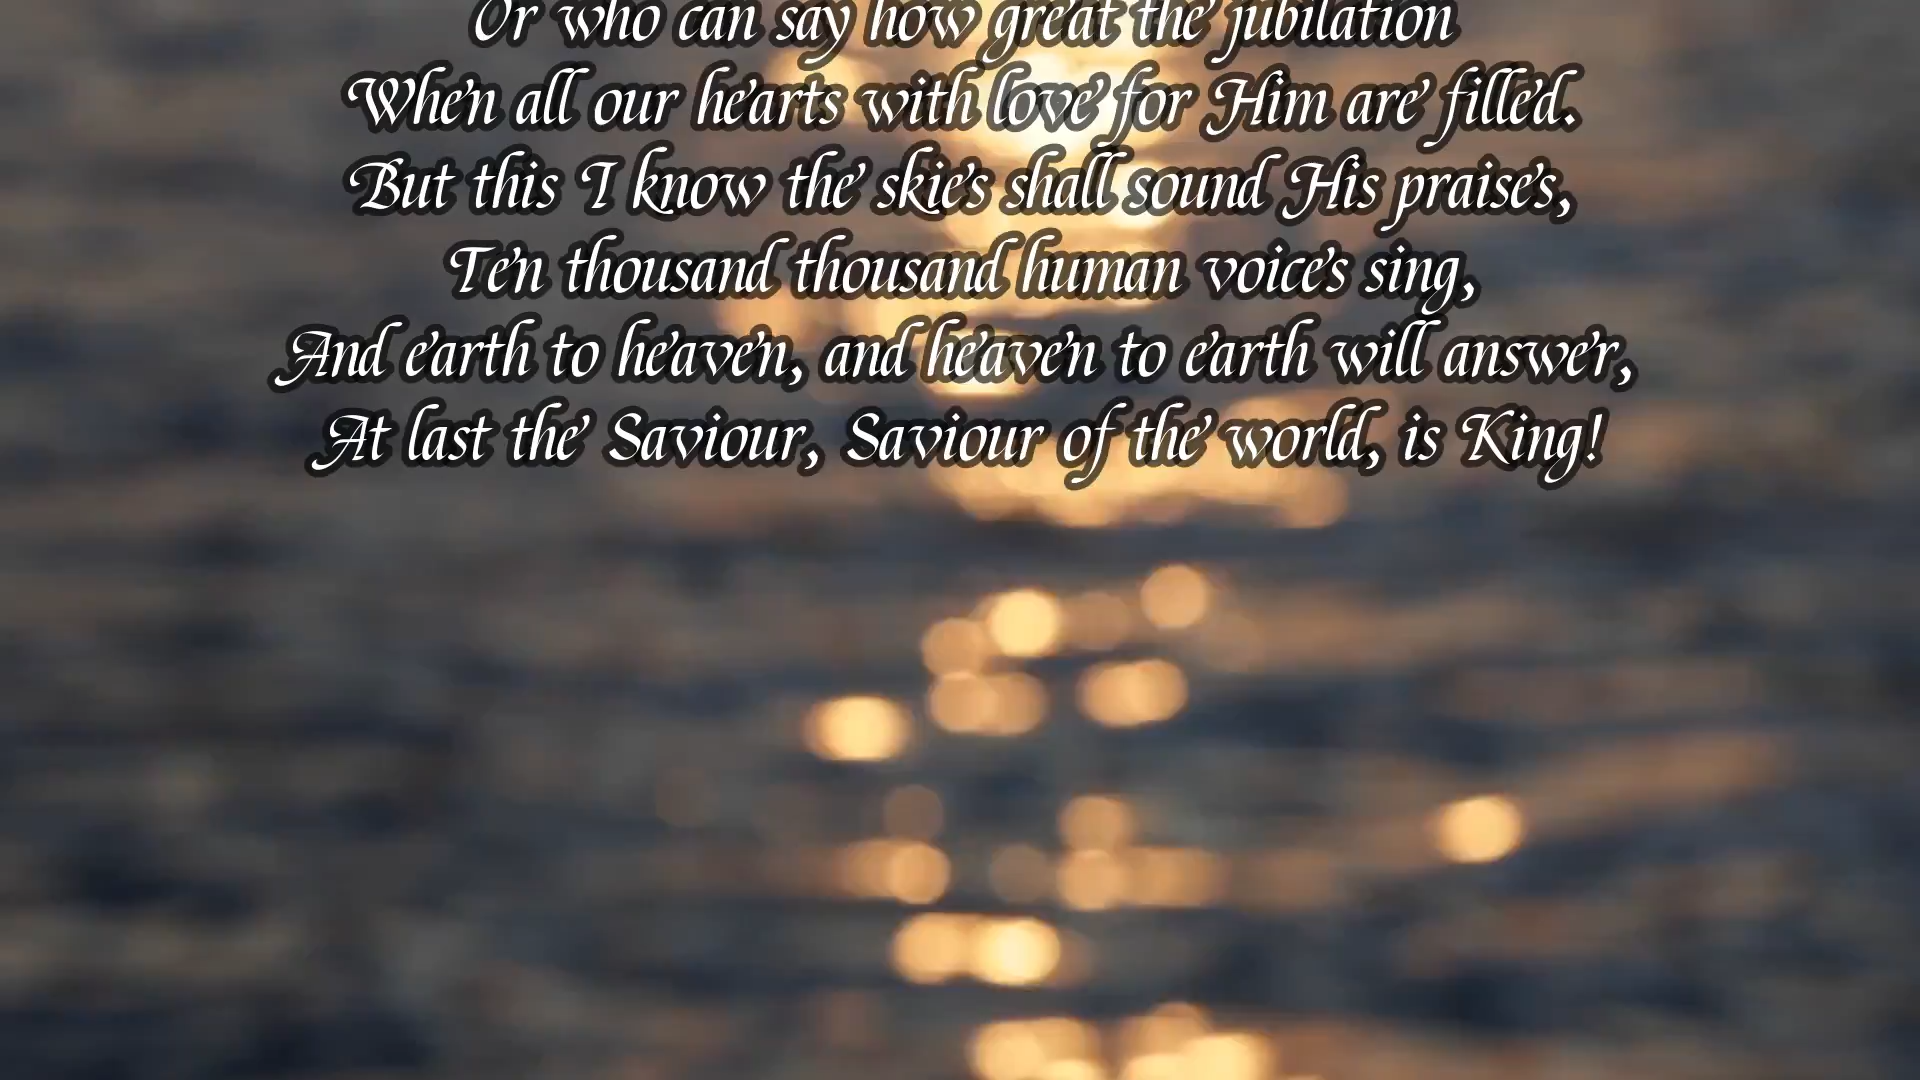 Or who can say how great the jubilation
When all our hearts with love for Him are filled.
But this I know the skies shall sound His praises,
Ten thousand thousand human voices sing,
And earth to heaven, and heaven to earth will answer,
At last the Saviour, Saviour of the world, is King!